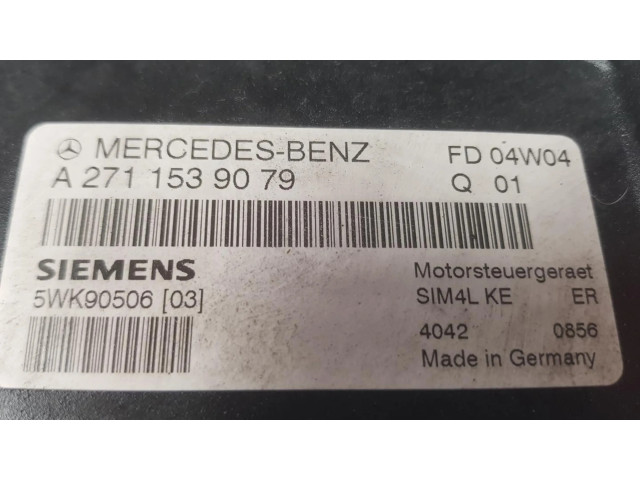 MERCEDES-BENZ FD 04W04
A 271 153 90 79 Q 01
SIEMENS Motorsteuergeraet
5WK90506 [03] SIM4L KE ER
4042 0856
Made in Germany